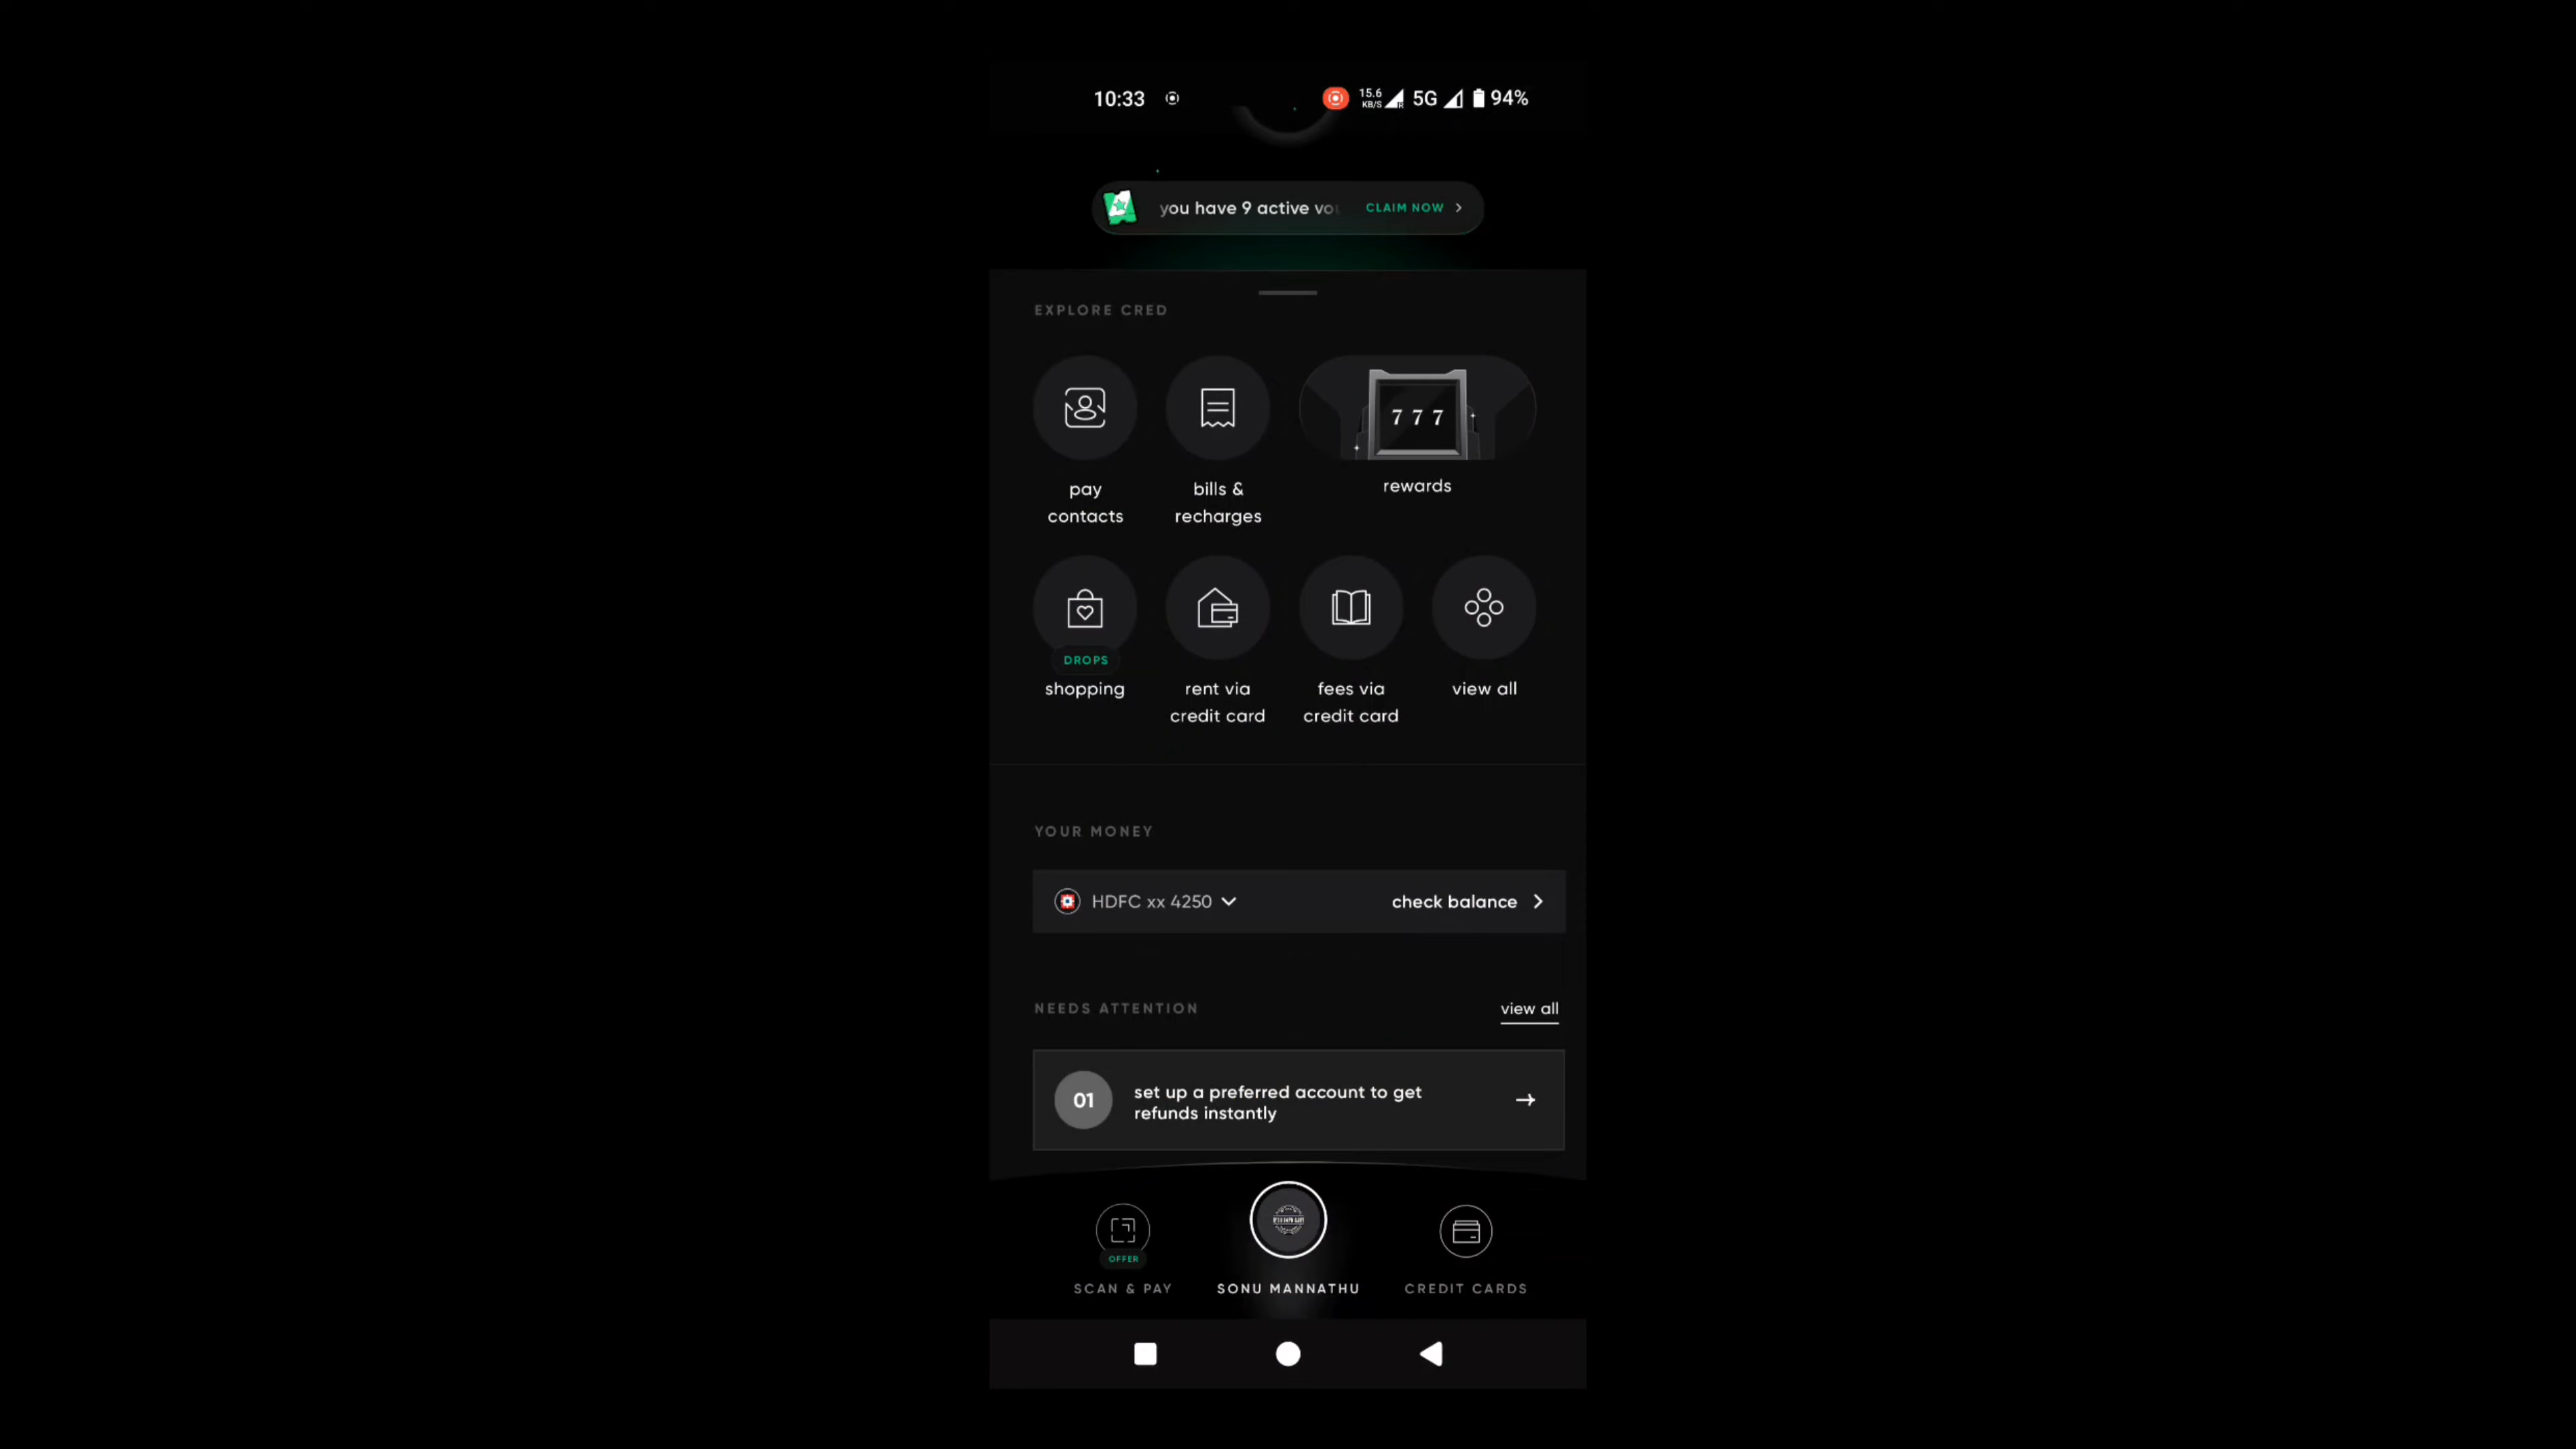 10:33
15.6
KB/S
5G
94%
you have 9 active
CLAIM NOW
EXPLORE CRED
7 7 7
pay
contacts
bills &
recharges
rewards
DROPS
shopping
rent via
credit card
fees via
credit card
view all
YOUR MONEY
HDFC xx 4250
check balance
NEEDS ATTENTION
view all
01
set up a preferred account to get
refunds instantly
OFFER
SCAN & PAY
SONU MANNATHU
CREDIT CARDS